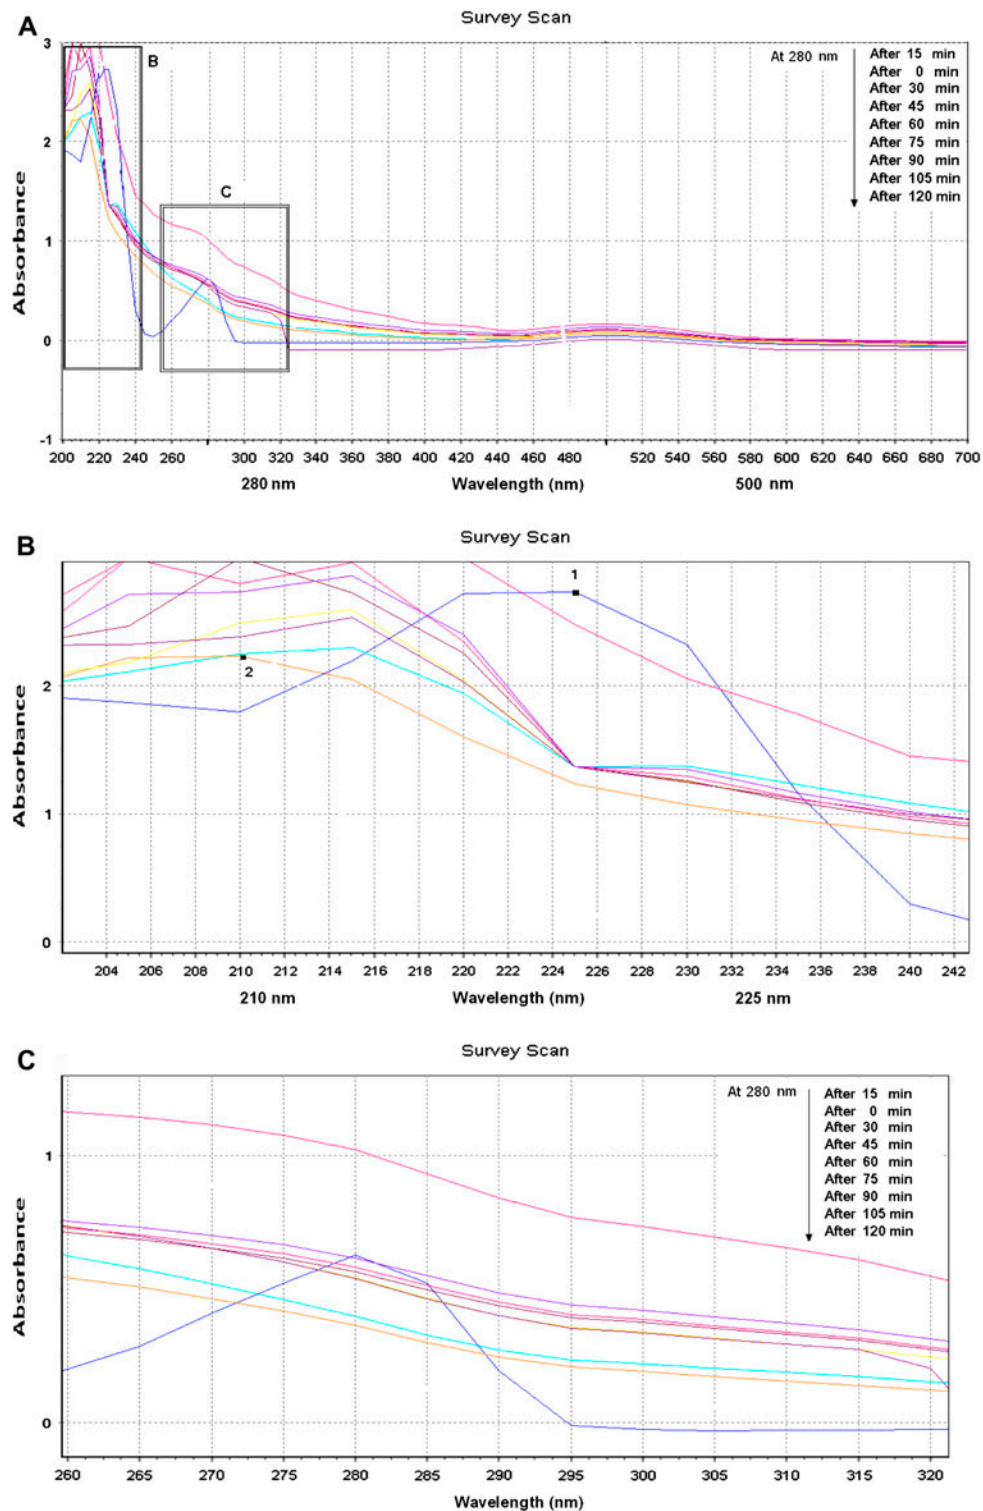 Survey Scan
A
3
2
1
0
-1
B
C
At 280 nm
After 15 min
After 0 min
After 30 min
After 45 min
After 60 min
After 75 min
After 90 min
After 105 min
After 120 min
Absorbance
200 220 240 260 300 320 340 360 380 400 420 440 460 480 520 540 560 580 600 620 640 660 680 700
280 nm Wavelength (nm) 500 nm
Survey Scan
B
2
1
0
1
2
Absorbance
204 206 208 210 212 214 216 218 220 222 224 226 228 230 232 234 236 238 240 242
210 nm Wavelength (nm) 225 nm
Survey Scan
C
1
0
At 280 nm
After 15 min
After 0 min
After 30 min
After 45 min
After 60 min
After 75 min
After 90 min
After 105 min
After 120 min
Absorbance
260 265 270 275 280 285 290 295 300 305 310 315 320
Wavelength (nm)